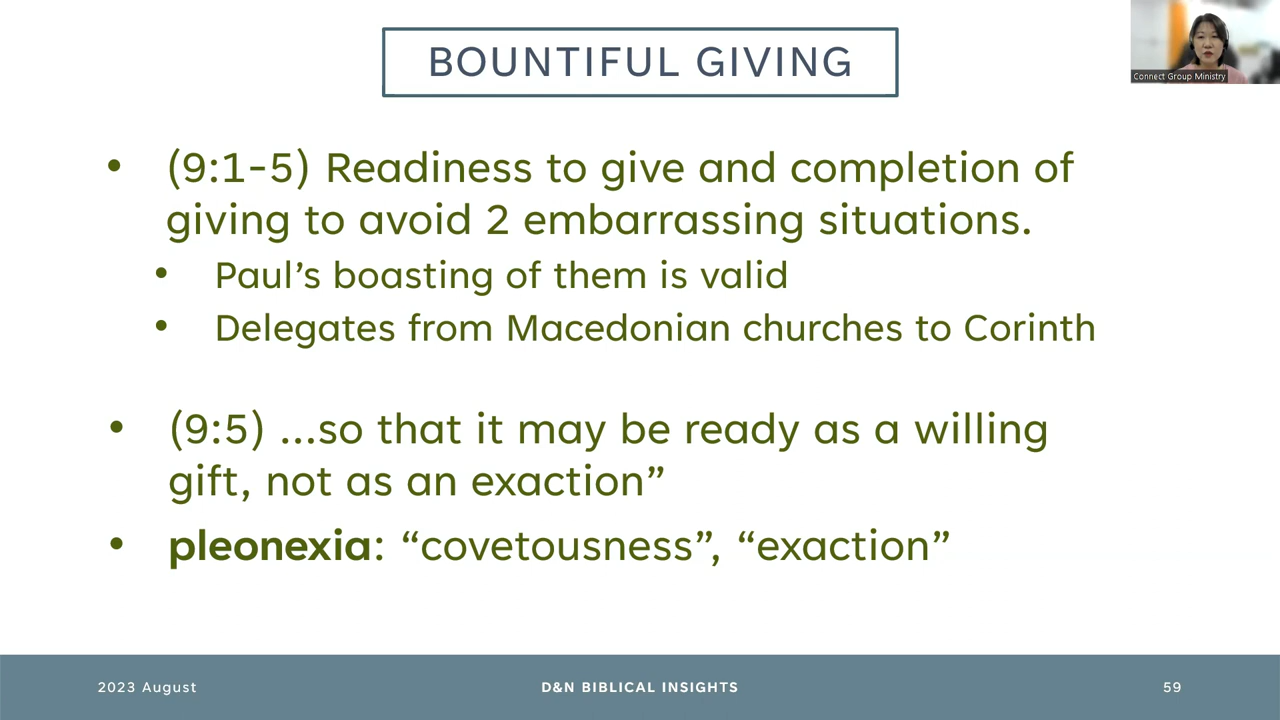 BOUNTIFUL GIVING
Connect Group Ministry
• (9:1-5) Readiness to give and completion of
giving to avoid 2 embarrassing situations.
• Paul’s boasting of them is valid
• Delegates from Macedonian churches to Corinth
• (9:5) ...so that it may be ready as a willing
gift, not as an exaction”
• pleonexia: “covetousness”, “exaction”
2023 August
D&N BIBLICAL INSIGHTS
59